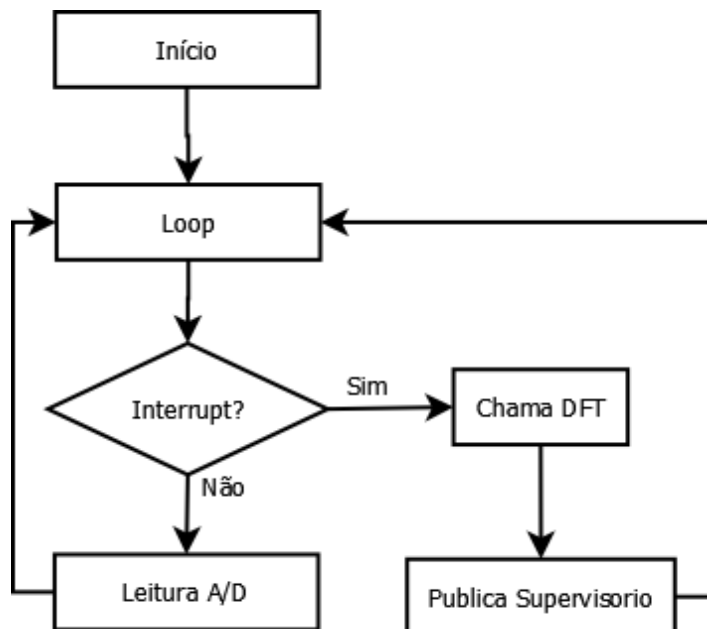 Início
Loop
Interrupt?
Sim
Chama DFT
Não
Leitura A/D
Publica Supervisorio